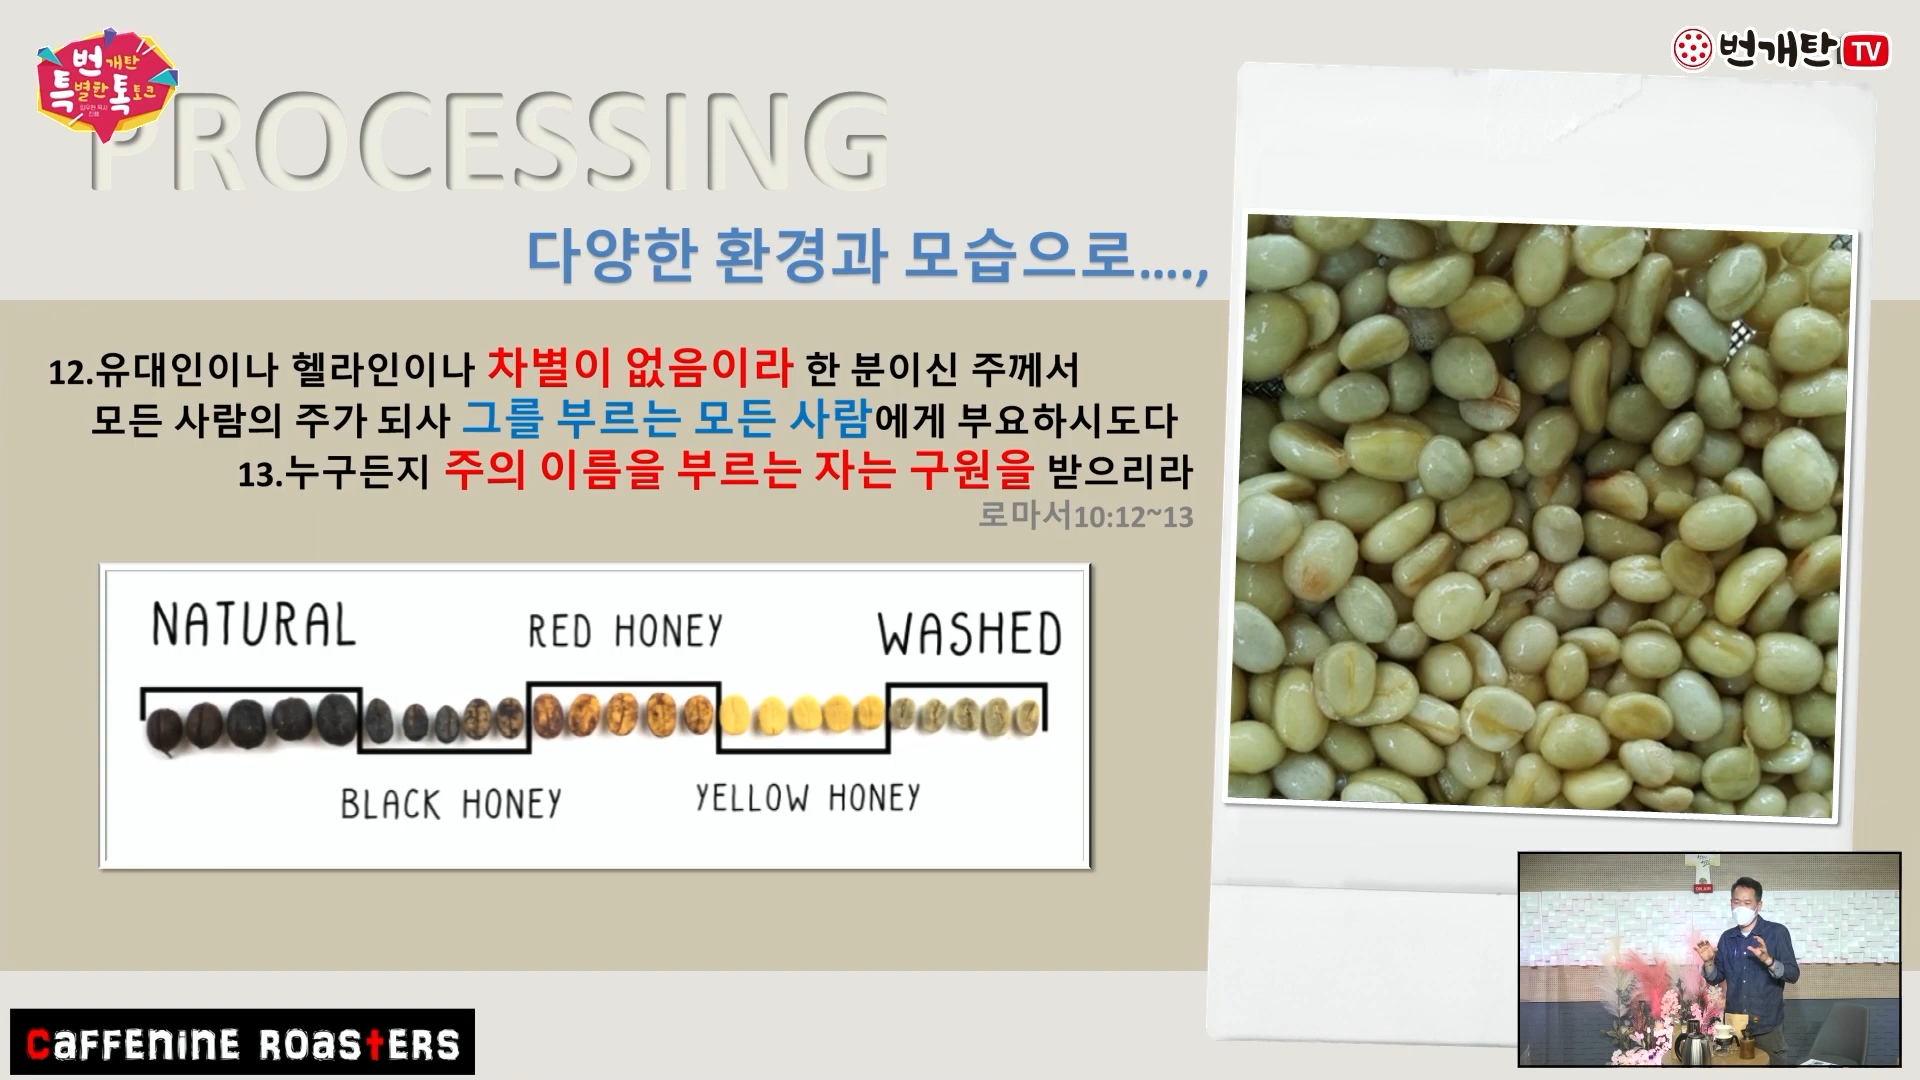 번개탄
특별한 톡토크
번개탄 TV
PROCESSING
다양한 환경과 모습으로....,
12.유대인이나 헬라인이나 차별이 없음이라 한 분이신 주께서
모든 사람의 주가 되사 그를 부르는 모든 사람에게 부요하시도다
13.누구든지 주의 이름을 부르는 자는 구원을 받으리라
로마서10:12~13
NATURAL
RED HONEY
WASHED
BLACK HONEY
YELLOW HONEY
CAFFENINE ROASTERS
ON AIR